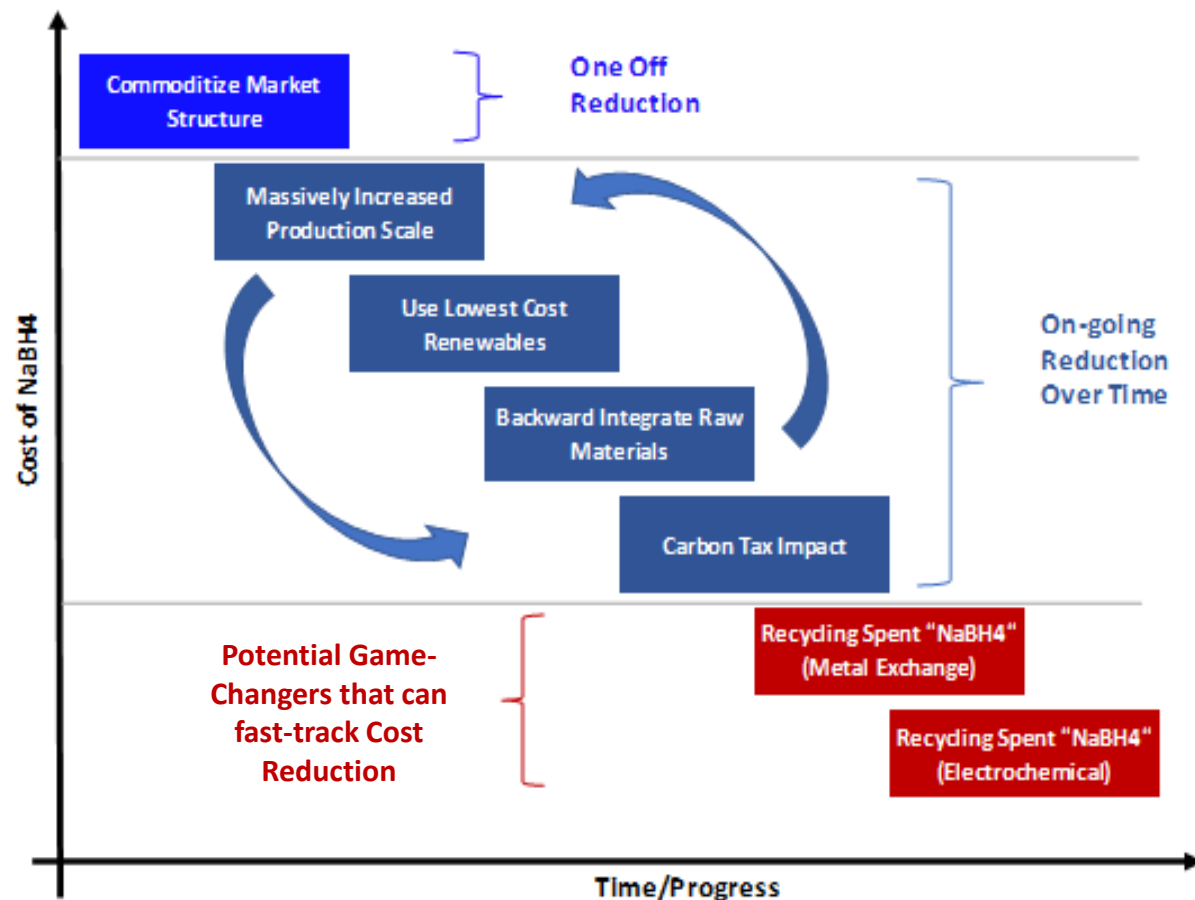 Cost of NaBH4
Commoditize Market
Structure
One Off
Reduction
Massively Increased
Production Scale
Use Lowest Cost
Renewables
Backward Integrate Raw
Materials
Carbon Tax Impact
On-going
Reduction
Over Time
Potential Game-
Changers that can
fast-track Cost
Reduction
Recycling Spent “NaBH4“
(Metal Exchange)
Recycling Spent “NaBH4“
(Electrochemical)
Time/Progress